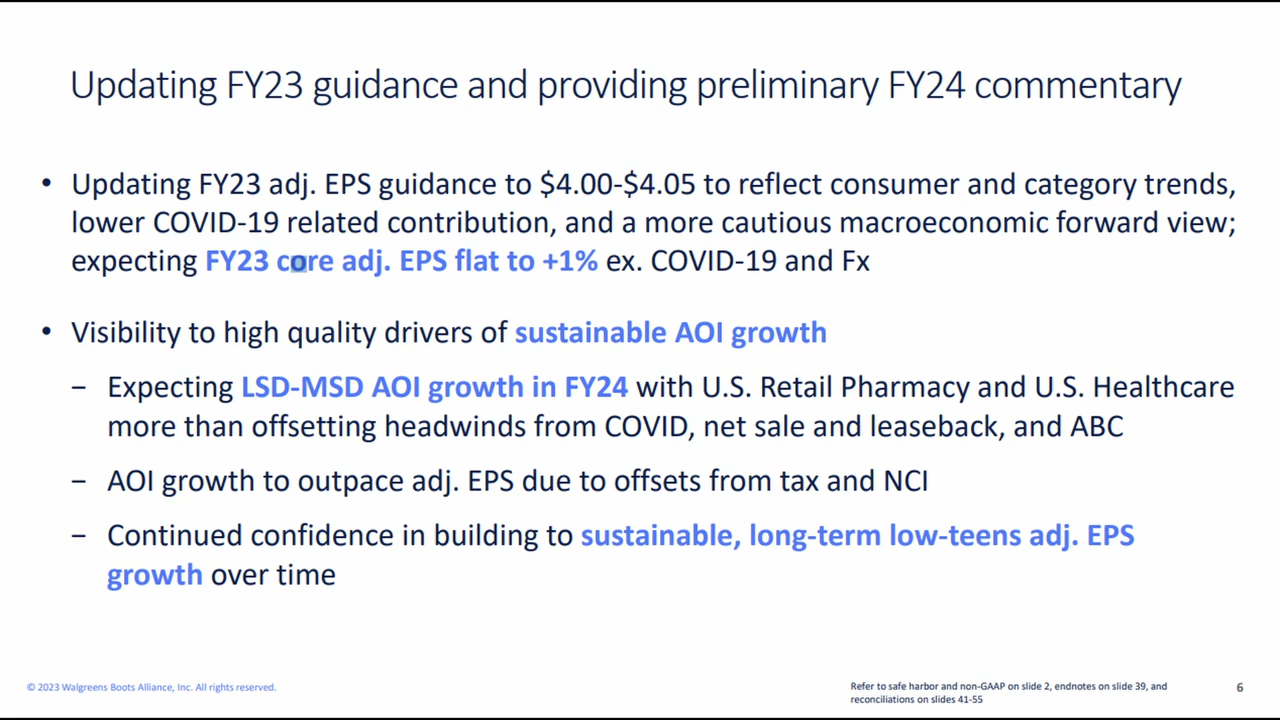 Updating FY23 guidance and providing preliminary FY24 commentary
• Updating FY23 adj. EPS guidance to $4.00-$4.05 to reflect consumer and category trends,
lower COVID-19 related contribution, and a more cautious macroeconomic forward view;
expecting FY23 core adj. EPS flat to +1% ex. COVID-19 and Fx
• Visibility to high quality drivers of sustainable AOI growth
− Expecting LSD-MSD AOI growth in FY24 with U.S. Retail Pharmacy and U.S. Healthcare
more than offsetting headwinds from COVID, net sale and leaseback, and ABC
− AOI growth to outpace adj. EPS due to offsets from tax and NCI
− Continued confidence in building to sustainable, long-term low-teens adj. EPS
growth over time
© 2023 Walgreens Boots Alliance, Inc. All rights reserved.
Refer to safe harbor and non-GAAP on slide 2, endnotes on slide 39, and
reconciliations on slides 41-55
6